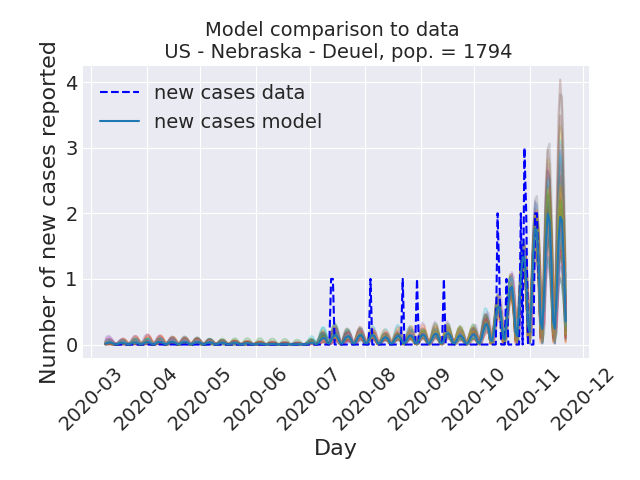 Model comparison to data
US - Nebraska - Deuel, pop. = 1794
Number of new cases reported
4
3
2
1
0
new cases data
new cases model
2020-03
2020-04
2020-05
2020-06
2020-07
2020-08
2020-09
2020-10
2020-11
2020-12
Day